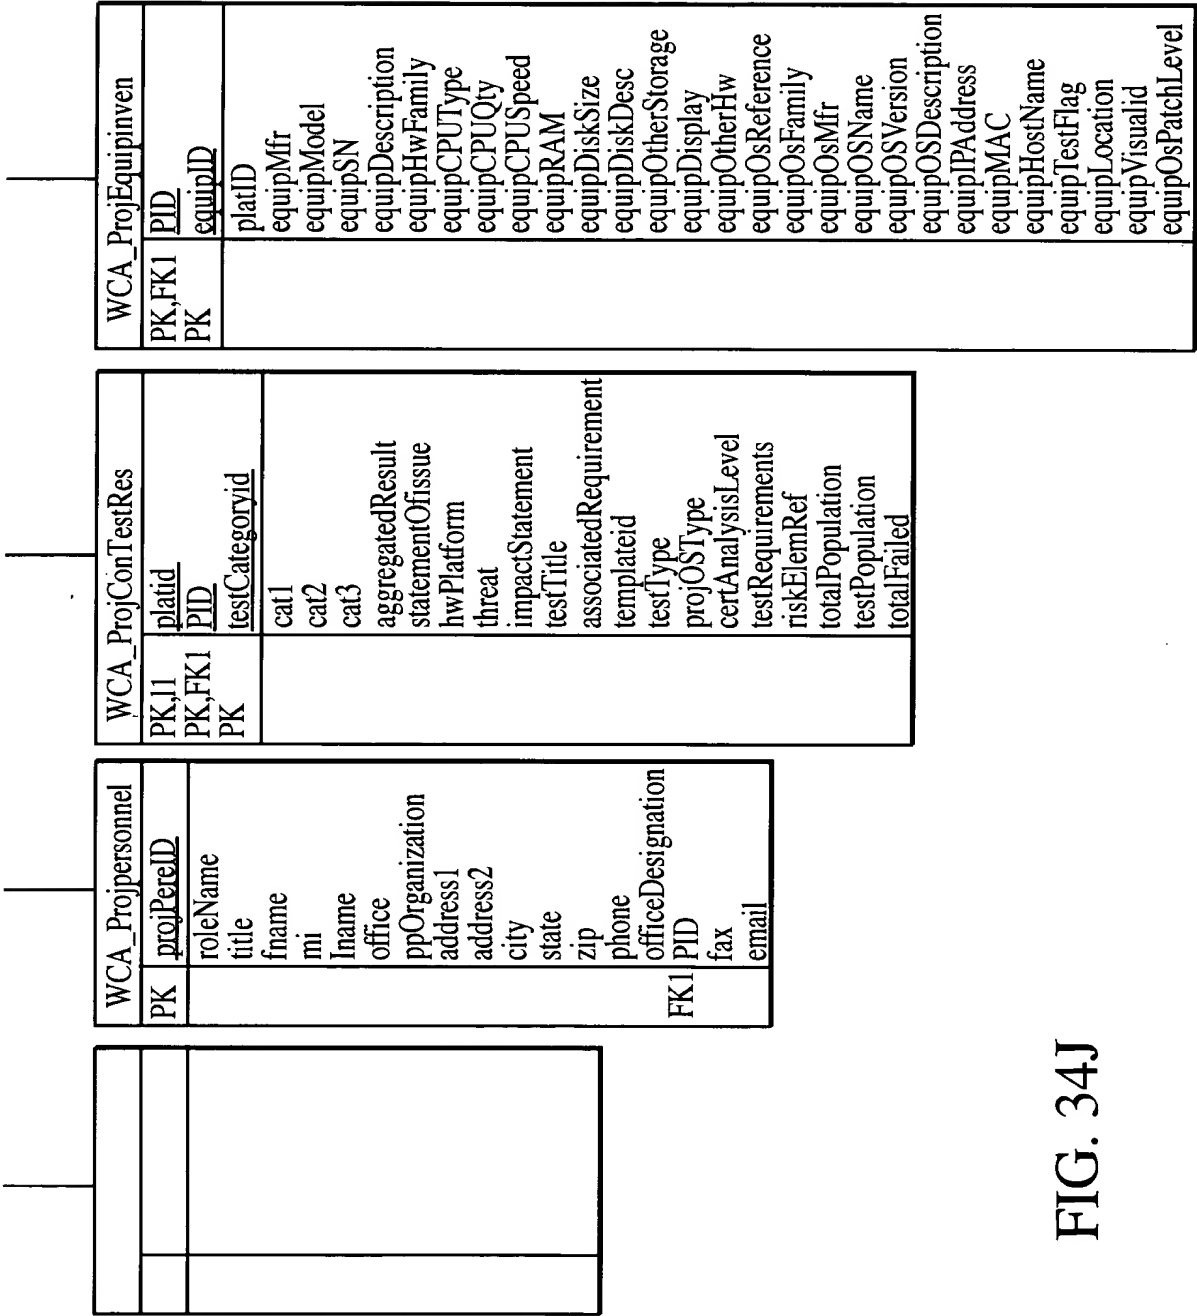 WCA_Projpersonnel
PK projPereID
roleName
title
fname
mi
Iname
office
ppOrganization
address1
address2
city
state
zip
phone
officeDesignation
FK1 PID
fax
email
WCA_ProjConTestRes
PK,I1 platid
PK,FK1 PID
PK testCategoryid
cat1
cat2
cat3
aggregatedResult
statementOfissue
hwPlatform
threat
impactStatement
testTitle
associatedRequirement
templateid
testType
projOSType
certAnalysisLevel
testRequirements
riskElemRef
totalPopulation
testPopulation
totalFailed
WCA_ProjEquipinven
PK,FK1 PID
PK equipID
platID
equipMfr
equipModel
equipSN
equipDescription
equipHwFamily
equipCPUType
equipCPUQty
equipCPUSpeed
equipRAM
equipDiskSize
equipDiskDesc
equipOtherStorage
equipDisplay
equipOtherHw
equipOsReference
equipOsFamily
equipOsMfr
equipOSName
equipOSVersion
equipOSIDescription
equipIPAddress
equipMAC
equipHostName
equipTestFlag
equipLocation
equipVisualid
equipOsPatchLevel
FIG. 34J